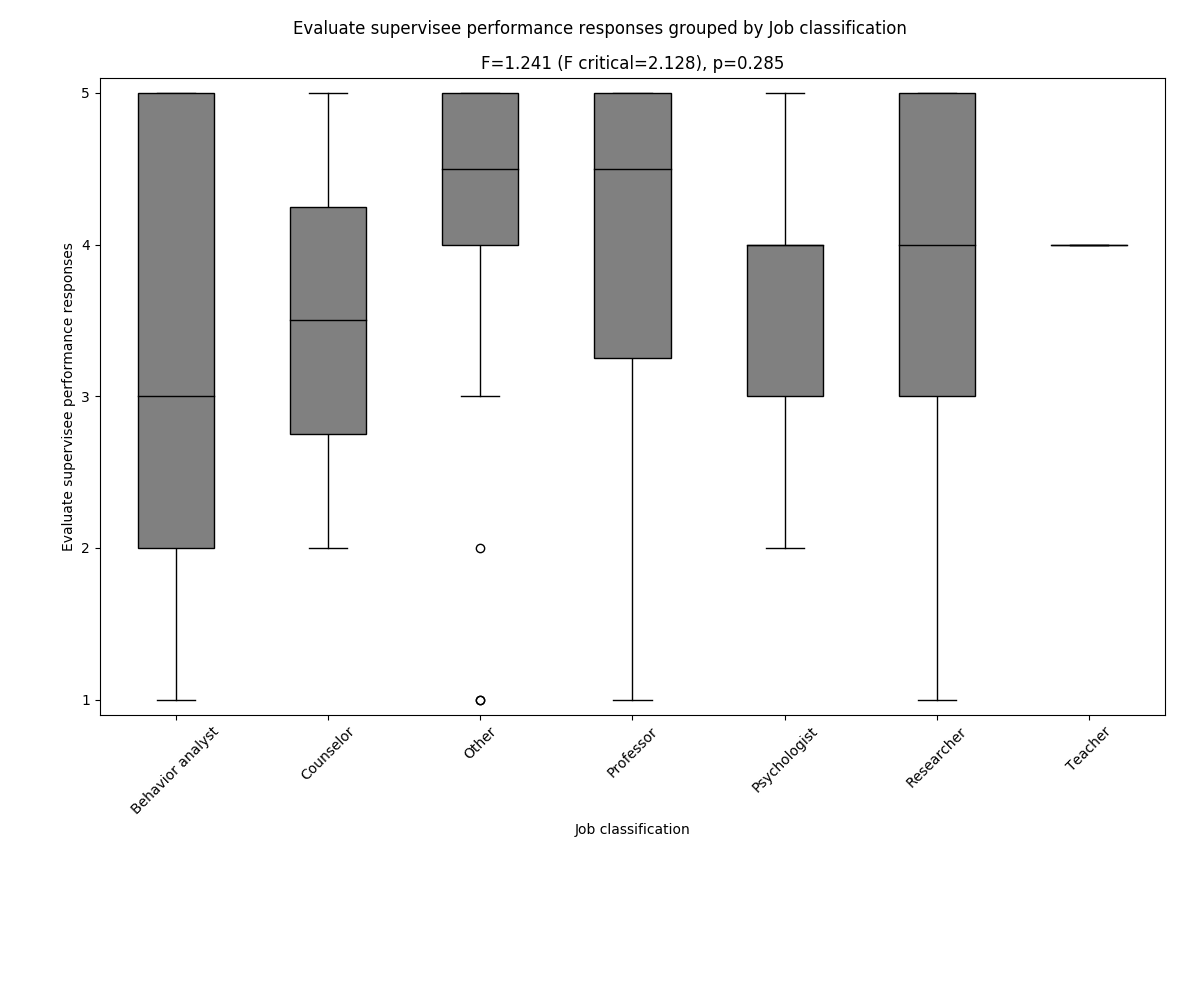 Evaluate supervisee performance responses grouped by Job classification
F=1.241 (F critical=2.128), p=0.285
Evaluate supervisee performance responses
5
4
3
2
1
Behavior analyst
Counselor
Other
Professor
Psychologist
Researcher
Teacher
Job classification